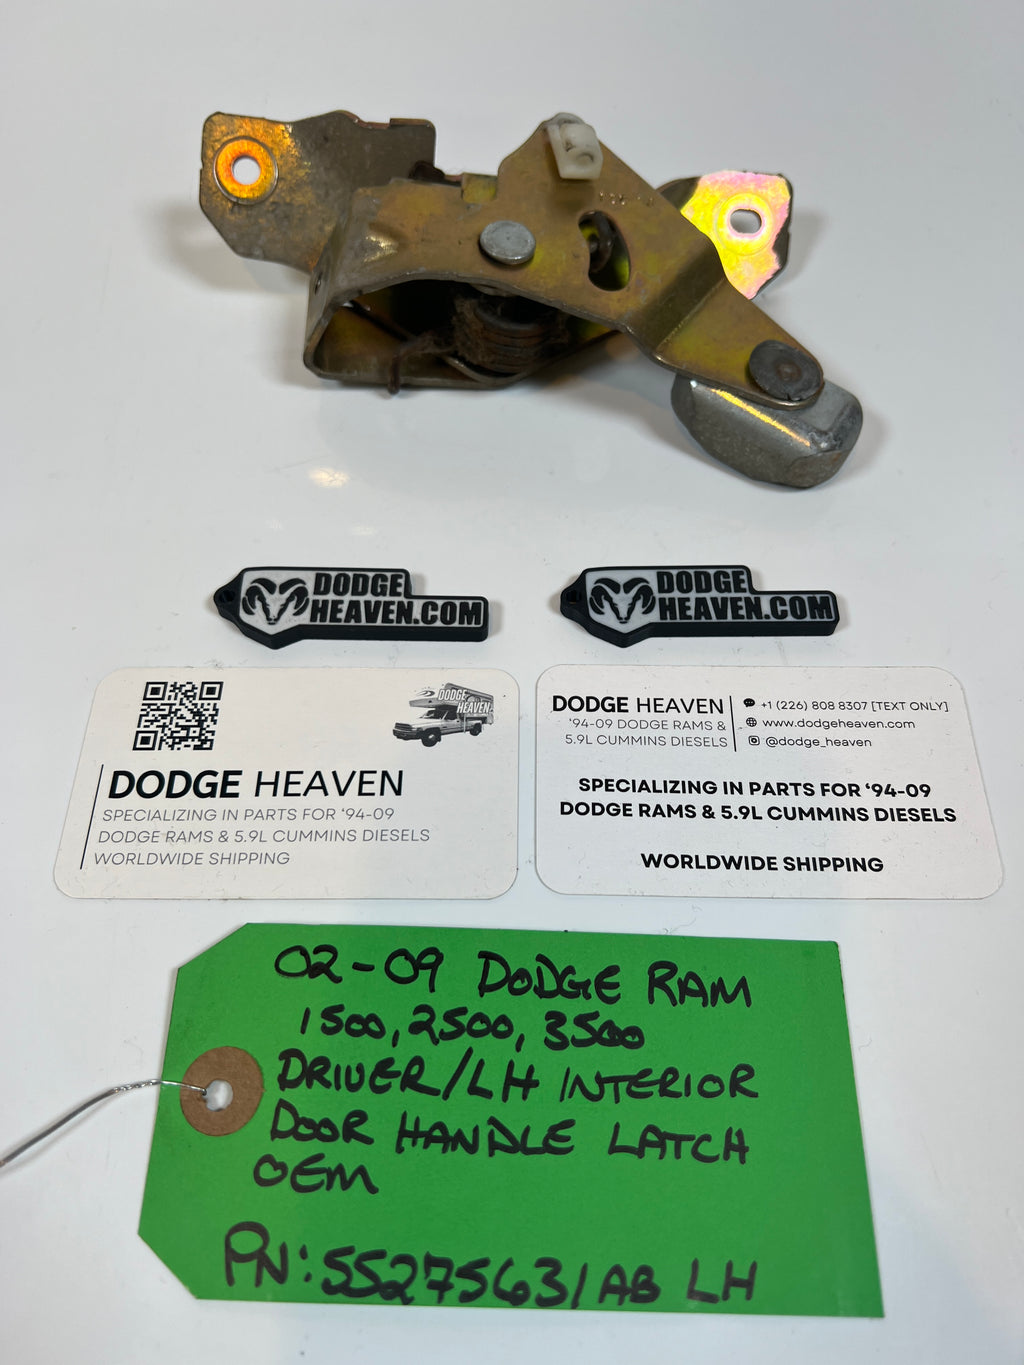 DODGE
HEAVEN.COM
DODGE
HEAVEN.COM
DODGE
HEAVEN
DODGE HEAVEN
SPECIALIZING IN PARTS FOR ‘94-09
DODGE RAMS & 5.9L CUMMINS DIESELS
WORLDWIDE SHIPPING
DODGE HEAVEN
‘94-09 DODGE RAMS &
5.9L CUMMINS DIESELS
+1 (226) 808 8307 [TEXT ONLY]
www.dodgeheaven.com
@dodge_heaven
SPECIALIZING IN PARTS FOR ‘94-09
DODGE RAMS & 5.9L CUMMINS DIESELS
WORLDWIDE SHIPPING
02-09 DODGE RAM
1500, 2500, 3500
DRIVER/LH INTERIOR
DOOR HANDLE LATCH
OEM
PN: 55275631AB LH